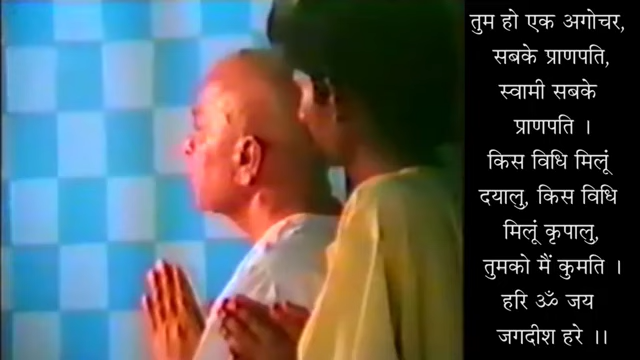 तुम हो एक अगोचर,
सबके प्राणपति,
स्वामी सबके
प्राणपति ।
किस विधि मिलूं
दयालु, किस विधि
मिलूं कृपालु,
तुमको मैं कुमति ।
हरि ॐ जय
जगदीश हरे ।।